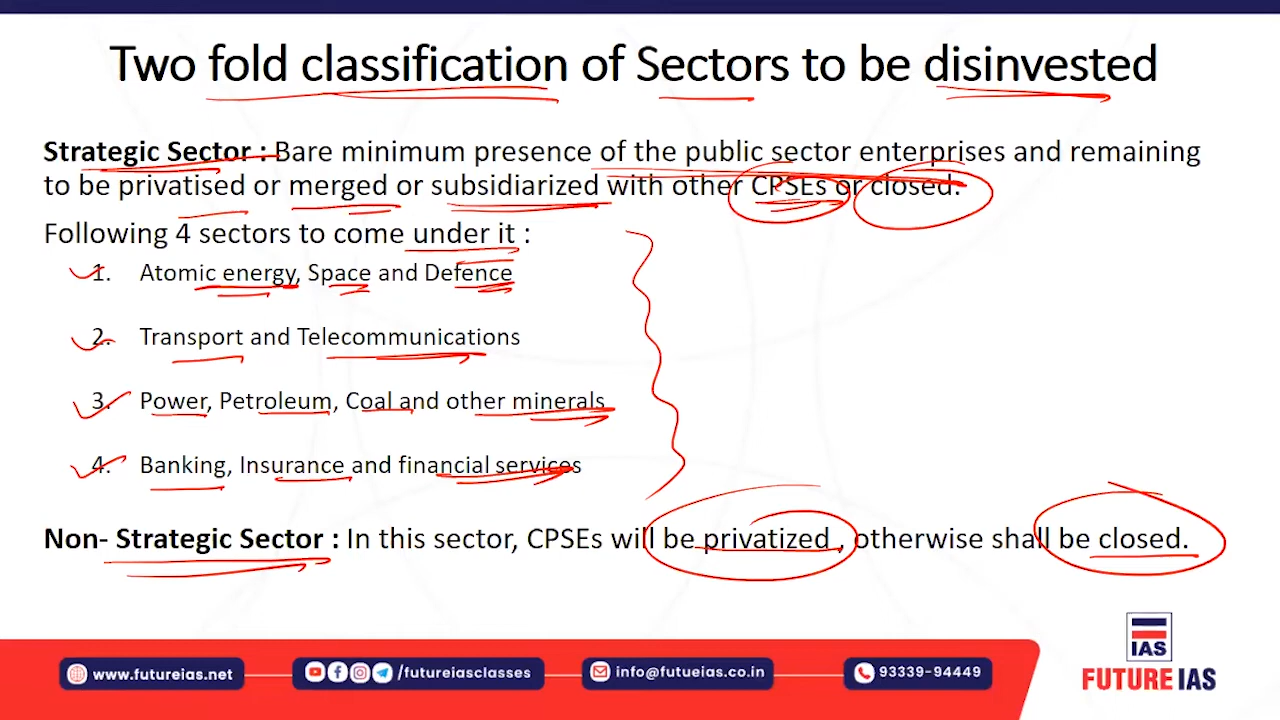 Two fold classification of Sectors to be disinvested
Strategic Sector : Bare minimum presence of the public sector enterprises and remaining
to be privatised or merged or subsidiarized with other CPSEs or closed.
Following 4 sectors to come under it :
1. Atomic energy, Space and Defence
2. Transport and Telecommunications
3. Power, Petroleum, Coal and other minerals
4. Banking, Insurance and financial services
Non- Strategic Sector : In this sector, CPSEs will be privatized , otherwise shall be closed.
IAS
www.futureias.net /futureiasclasses info@futueias.co.in 93339-94449
FUTURE IAS